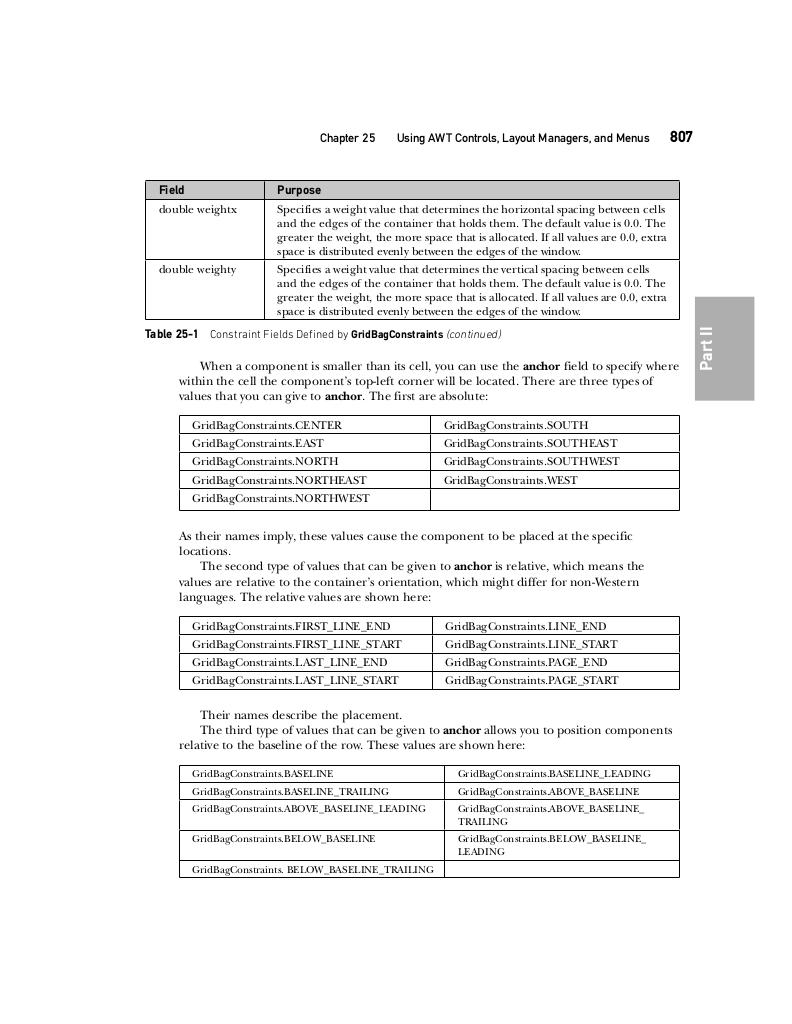 Chapter 25 Using AWT Controls, Layout Managers, and Menus 807
Field Purpose
double weightx Specifies a weight value that determines the horizontal spacing between cells
and the edges of the container that holds them. The default value is 0.0. The
greater the weight, the more space that is allocated. If all values are 0.0, extra
space is distributed evenly between the edges of the window.
double weighty Specifies a weight value that determines the vertical spacing between cells
and the edges of the container that holds them. The default value is 0.0. The
greater the weight, the more space that is allocated. If all values are 0.0, extra
space is distributed evenly between the edges of the window.
Table 25-1 Constraint Fields Defined by GridBagConstraints (continued)
Part II
When a component is smaller than its cell, you can use the anchor field to specify where
within the cell the component's top-left corner will be located. There are three types of
values that you can give to anchor. The first are absolute:
GridBagConstraints.CENTER GridBagConstraints.SOUTH
GridBagConstraints.EAST GridBagConstraints.SOUTHEAST
GridBagConstraints.NORTH GridBagConstraints.SOUTHWEST
GridBagConstraints.NORTHEAST GridBagConstraints.WEST
GridBagConstraints.NORTHWEST
As their names imply, these values cause the component to be placed at the specific
locations.
The second type of values that can be given to anchor is relative, which means the
values are relative to the container's orientation, which might differ for non-Western
languages. The relative values are shown here:
GridBagConstraints.FIRST_LINE_END GridBagConstraints.LINE_END
GridBagConstraints.FIRST_LINE_START GridBagConstraints.LINE_START
GridBagConstraints.LAST_LINE_END GridBagConstraints.PAGE_END
GridBagConstraints.LAST_LINE_START GridBagConstraints.PAGE_START
Their names describe the placement.
The third type of values that can be given to anchor allows you to position components
relative to the baseline of the row. These values are shown here:
GridBagConstraints.BASELINE GridBagConstraints.BASELINE_LEADING
GridBagConstraints.BASELINE_TRAILING GridBagConstraints.ABOVE_BASELINE
GridBagConstraints.ABOVE_BASELINE_LEADING GridBagConstraints.ABOVE_BASELINE_
TRAILING
GridBagConstraints.BELOW_BASELINE GridBagConstraints.BELOW_BASELINE_
LEADING
GridBagConstraints. BELOW_BASELINE_TRAILING